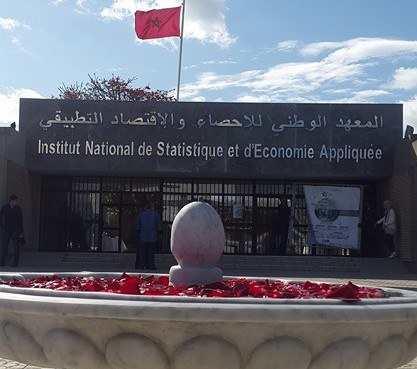 المعهد الوطني للاحصاء والاقتصاد التطبيقي
Institut National de Statistique et d'Economie Appliquée